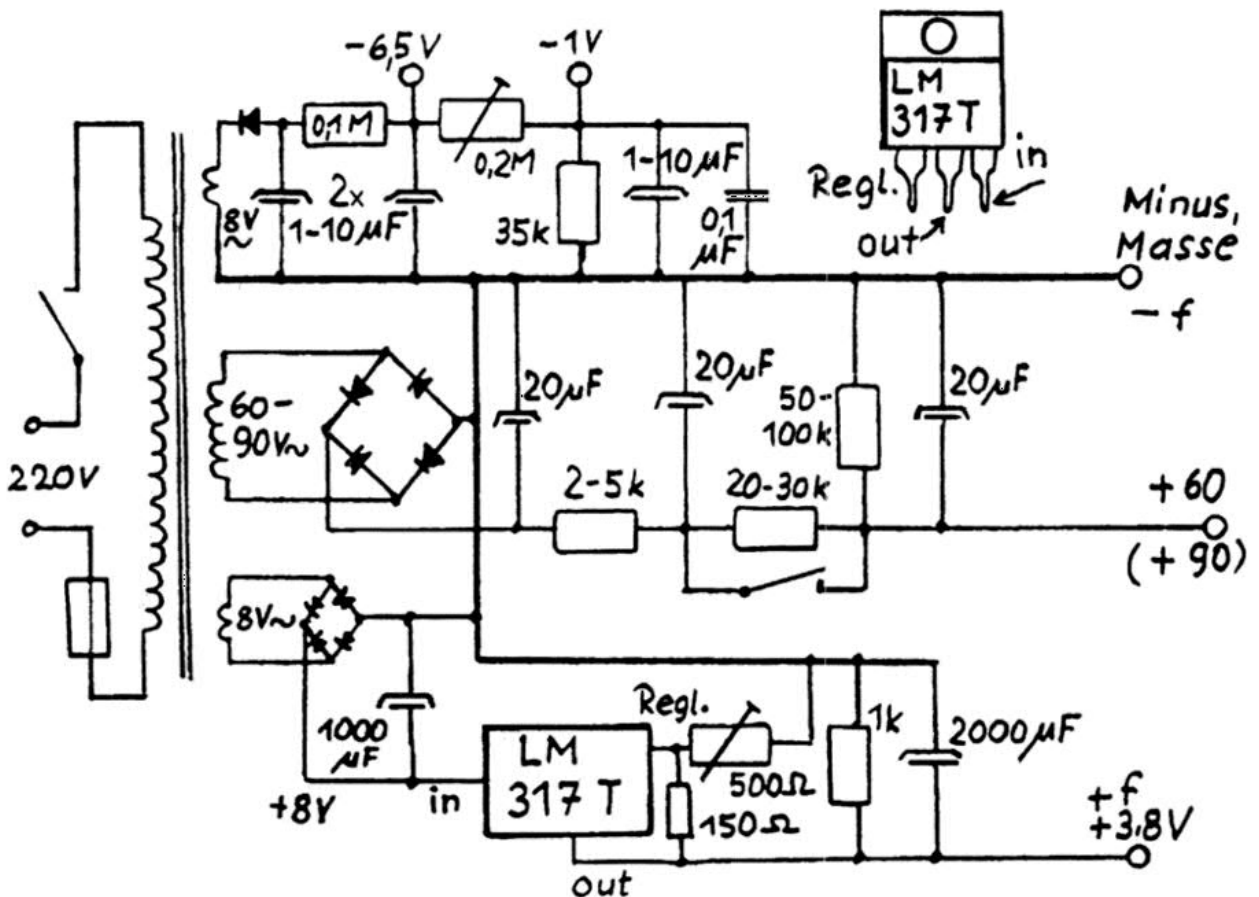 -6,5V
-1V
LM
317T
0,1M
0,2M
1-10µF
Regl.
in
out
8V
~
2x
1-10µF
35k
0,1
µF
Minus,
Masse
- f
60-
90V~
20µF
20µF
50-
100k
20µF
220V
2-5k
20-30k
+60
(+90)
8V~
1000
µF
+8V
in
LM
317 T
Regl.
500Ω
150Ω
1k
2000µF
+f
+3,8V
out